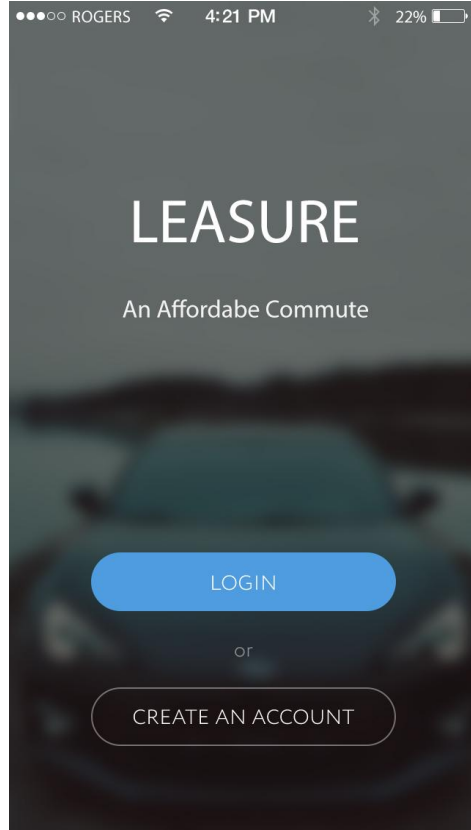 ROGERS 4:21 PM 22%
LEASURE
An Affordabe Commute
LOGIN
or
CREATE AN ACCOUNT